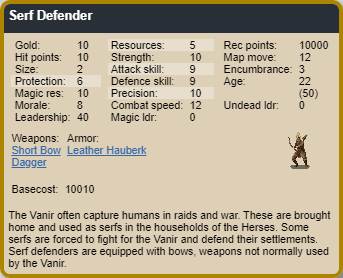 Serf Defender
Gold: 10 Resources: 5 Rec points: 10000
Hit points: 10 Strength: 10 Map move: 12
Size: 2 Attack skill: 9 Encumbrance: 3
Protection: 6 Defence skill: 9 Age: 22
Magic res: 10 Precision: 10 (50)
Morale: 8 Combat speed: 12 Undead ldr: 0
Leadership: 40 Magic ldr: 0
Weapons: Armor:
Short Bow Leather Hauberk
Dagger
Basecost: 10010
The Vanir often capture humans in raids and war. These are brought
home and used as serfs in the households of the Herses. Some
serfs are forced to fight for the Vanir and defend their settlements.
Serf defenders are equipped with bows, weapons not normally used
by the Vanir.